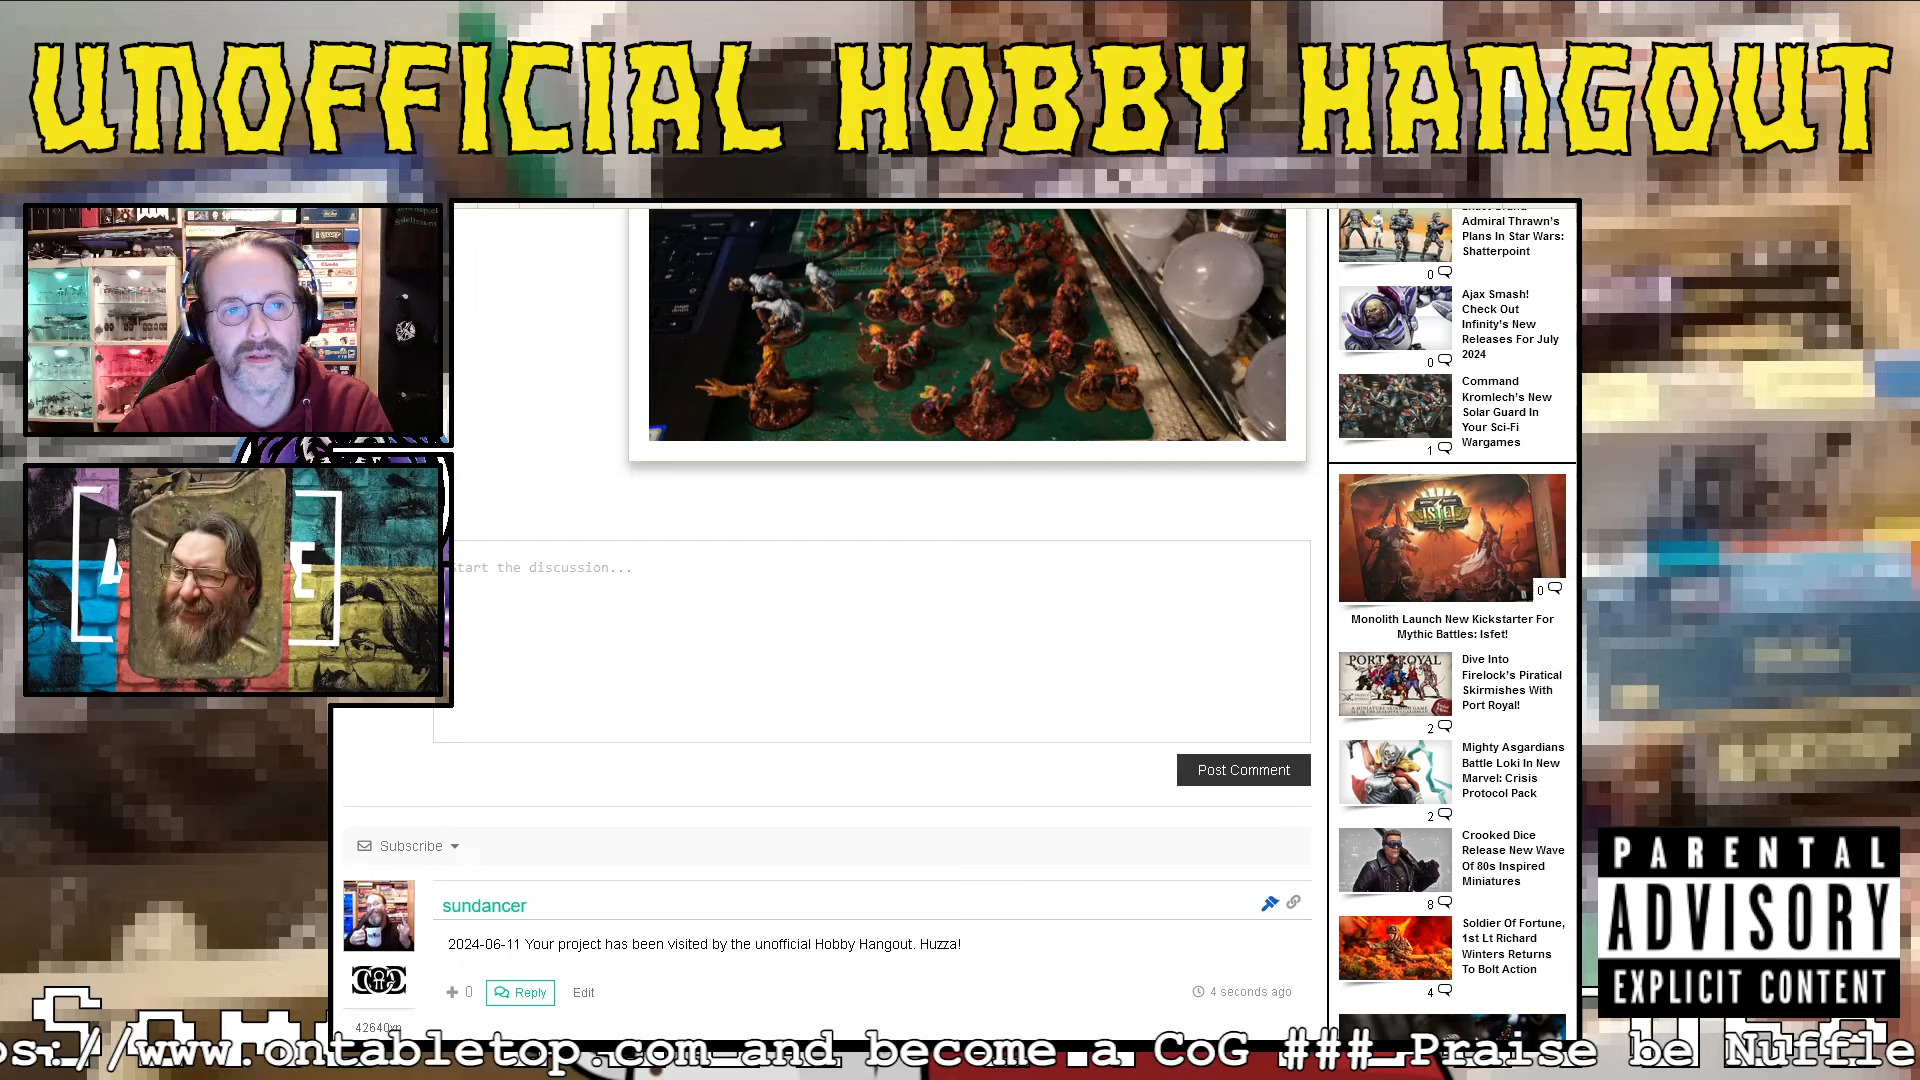 UNOFFICIAL HOBBY HANGOUT
DOOM
Admiral Thrawn's
Plans In Star Wars:
Shatterpoint
0
Ajax Smash!
Check Out
Infinity's New
Releases For July
2024
0
Command
Kromlech's New
Solar Guard In
Your Sci-Fi
Wargames
1
ISFET
0
Monolith Launch New Kickstarter For
Mythic Battles: Isfet!
PORT ROYAL
Dive Into
Firelock's Piratical
Skirmishes With
Port Royal!
2
Mighty Asgardians
Battle Loki In New
Marvel: Crisis
Protocol Pack
2
Crooked Dice
Release New Wave
Of 80s Inspired
Miniatures
8
Soldier Of Fortune,
1st Lt Richard
Winters Returns
To Bolt Action
4
Start the discussion...
Post Comment
Subscribe
sundancer
2024-06-11 Your project has been visited by the unofficial Hobby Hangout. Huzza!
0
Reply
Edit
4 seconds ago
42640xp
PARENTAL
ADVISORY
EXPLICIT CONTENT
ps://www.ontabletop.com and become a CoG ### Praise be Nuffle